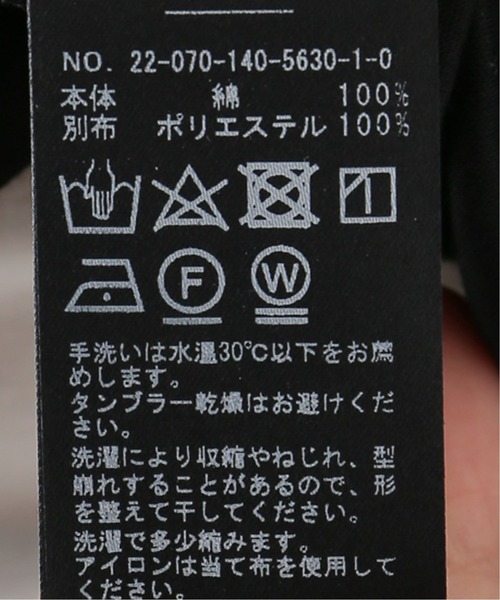 NO. 22-070-140-5630-1-0
本体 綿 100%
別布 ポリエステル 100%
F W
手洗いは水温30℃以下をお薦
めします。
タンブラー乾燥はお避けくだ
さい。
洗濯により収縮やねじれ、型
崩れすることがあるので、形
を整えて干してください。
洗濯で多少縮みます。
アイロンは当て布を使用して
ください。